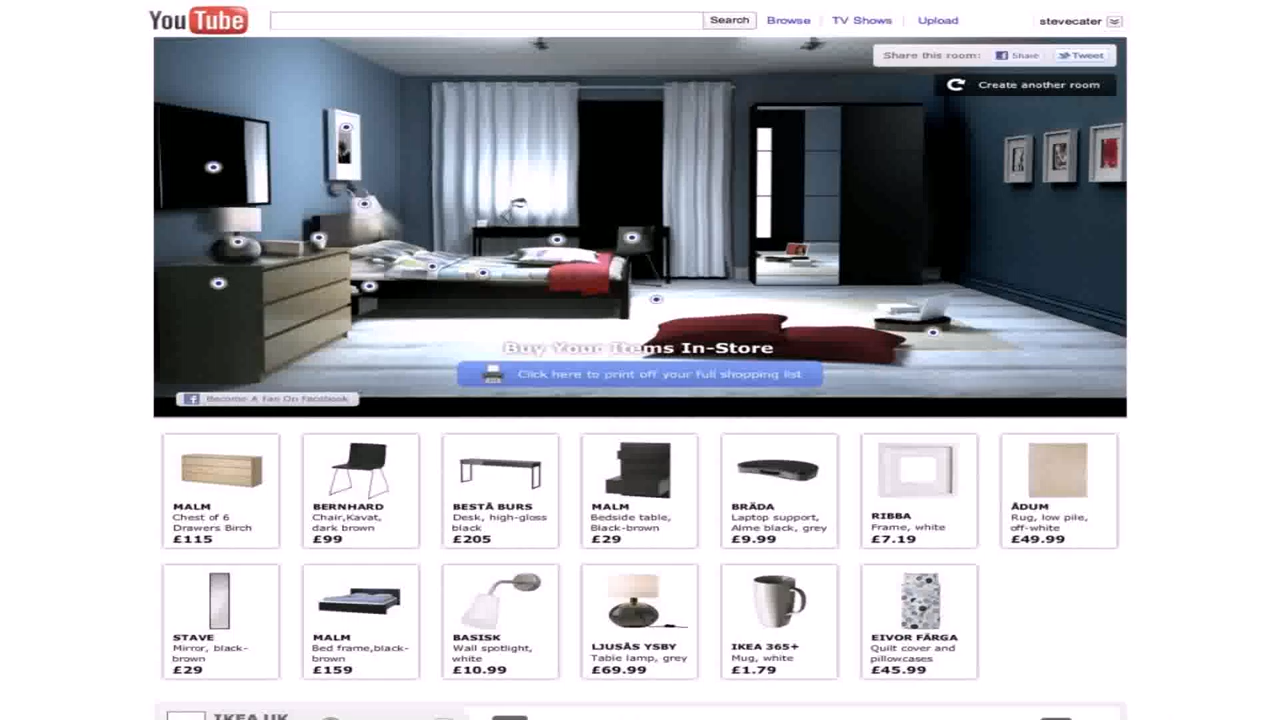 YouTube
Search
Browse
TV Shows
Upload
stevecater
Share this room:
Share
Tweet
Create another room
Buy Your Items In-Store
Click here to print off your full shopping list
Become A Fan On Facebook
MALM
Chest of 6
Drawers Birch
£115
BERNHARD
Chair,Kavat,
dark brown
£99
BESTÅ BURS
Desk, high-gloss
black
£205
MALM
Bedside table,
Black-brown
£29
BRÄDA
Laptop support,
Alme black, grey
£9.99
RIBBA
Frame, white
£7.19
ÅDUM
Rug, low pile,
off-white
£49.99
STAVE
Mirror, black-
brown
£29
MALM
Bed frame,black-
brown
£159
BASISK
Wall spotlight,
white
£10.99
LJUSÅS YSBY
Table lamp, grey
£69.99
IKEA 365+
Mug, white
£1.79
EIVOR FÄRGA
Quilt cover and
pillowcases
£45.99
IKEA UK